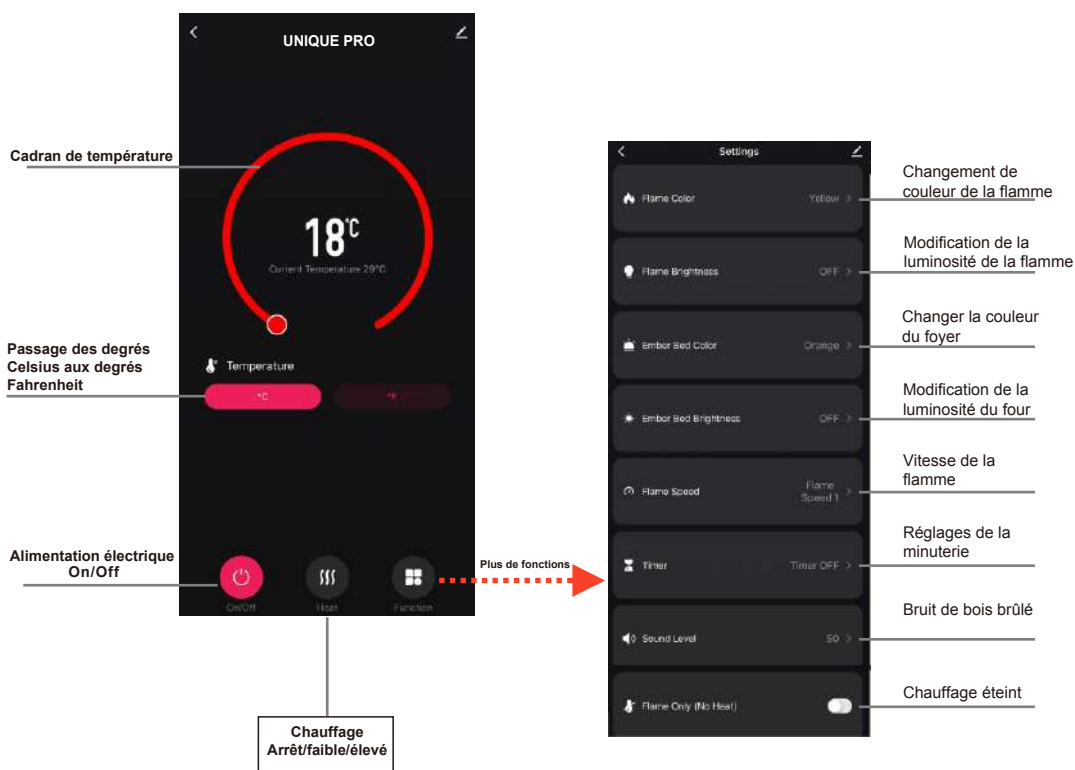 UNIQUE PRO
Cadran de température
18°C
Current Temperature 29°C
Passage des degrés
Celsius aux degrés
Fahrenheit
Temperature
°C
°F
Alimentation électrique
On/Off
On/Off
Heat
Function
Plus de fonctions
Chauffage
Arrêt/faible/élevé
Settings
Flame Color
Yellow
Changement de
couleur de la flamme
Flame Brightness
OFF
Modification de la
luminosité de la flamme
Ember Bed Color
Orange
Changer la couleur
du foyer
Ember Bed Brightness
OFF
Modification de la
luminosité du four
Flame Speed
Flame
Speed 1
Vitesse de la
flamme
Timer
Timer OFF
Réglages de la
minuterie
Sound Level
50
Bruit de bois brûlé
Flame Only (No Heat)
Chauffage éteint